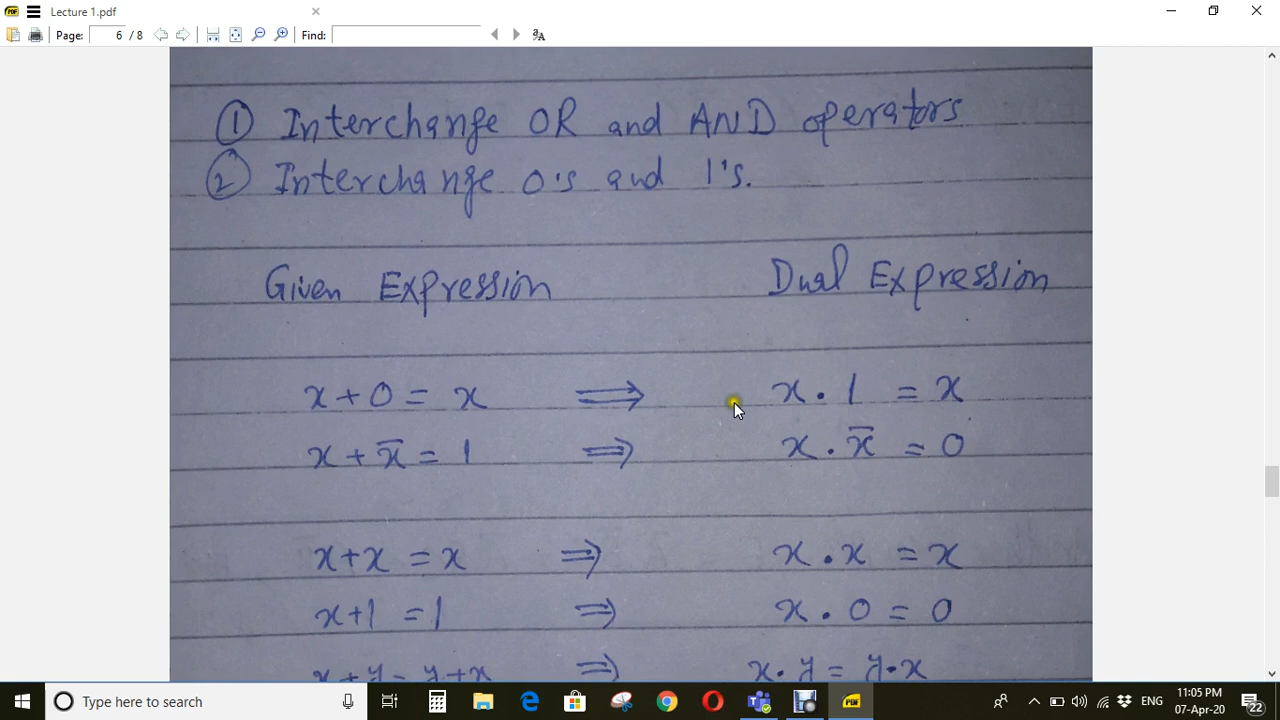 Lecture 1.pdf
Page: 6 / 8 Find:
① Interchange OR and AND operators
② Interchange 0's and 1's.
Given Expression Dual Expression
x + 0 = x ⟹ x . 1 = x
x + x̅ = 1 ⟹ x . x̅ = 0
x + x = x ⟹ x . x = x
x + 1 = 1 ⟹ x . 0 = 0
x + y = y + x ⟹ x . y = y . x
Type here to search
ENG
11:05 PM
07-Apr-20
22